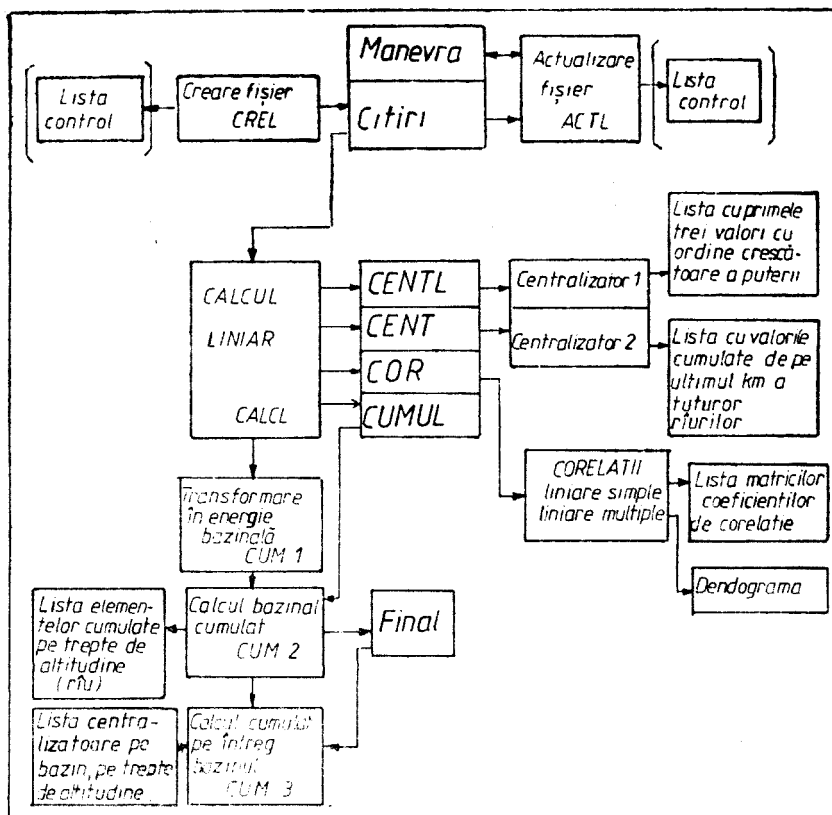 Lista
control
Creare fișier
CREL
Manevra
Citiri
Actualizare
fișier
ACTL
Lista
control
CALCUL
LINIAR
CALCL
CENTL
CENT
COR
CUMUL
Centralizator 1
Centralizator 2
Lista cu primele
trei valori cu
ordine crescă-
toare a puterii
Lista cu valorile
cumulate de pe
ultimul km a
tuturor
rîurilor
CORELATII
liniare simple
liniare multiple
Lista matricilor
coeficientilor
de corelatie
Dendograma
Transformare
în energie
bazinală
CUM 1
Lista elemen-
telor cumulate
pe trepte de
altitudine
(rîu)
Calcul bazinal
cumulat
CUM 2
Final
Lista centra-
lizatoare pe
bazin, pe trepte
de altitudine
Calcul cumulat
pe întreg
bazinul
CUM 3